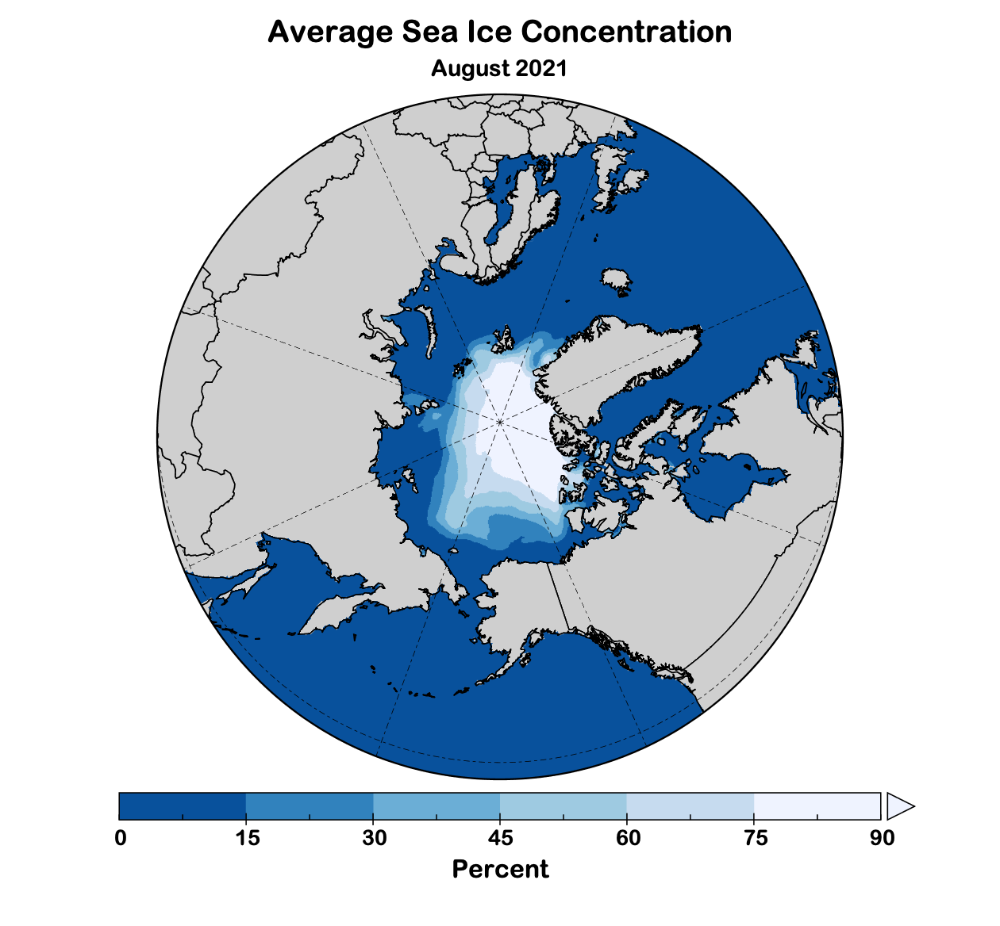 Average Sea Ice Concentration
August 2021
0 15 30 45 60 75 90
Percent